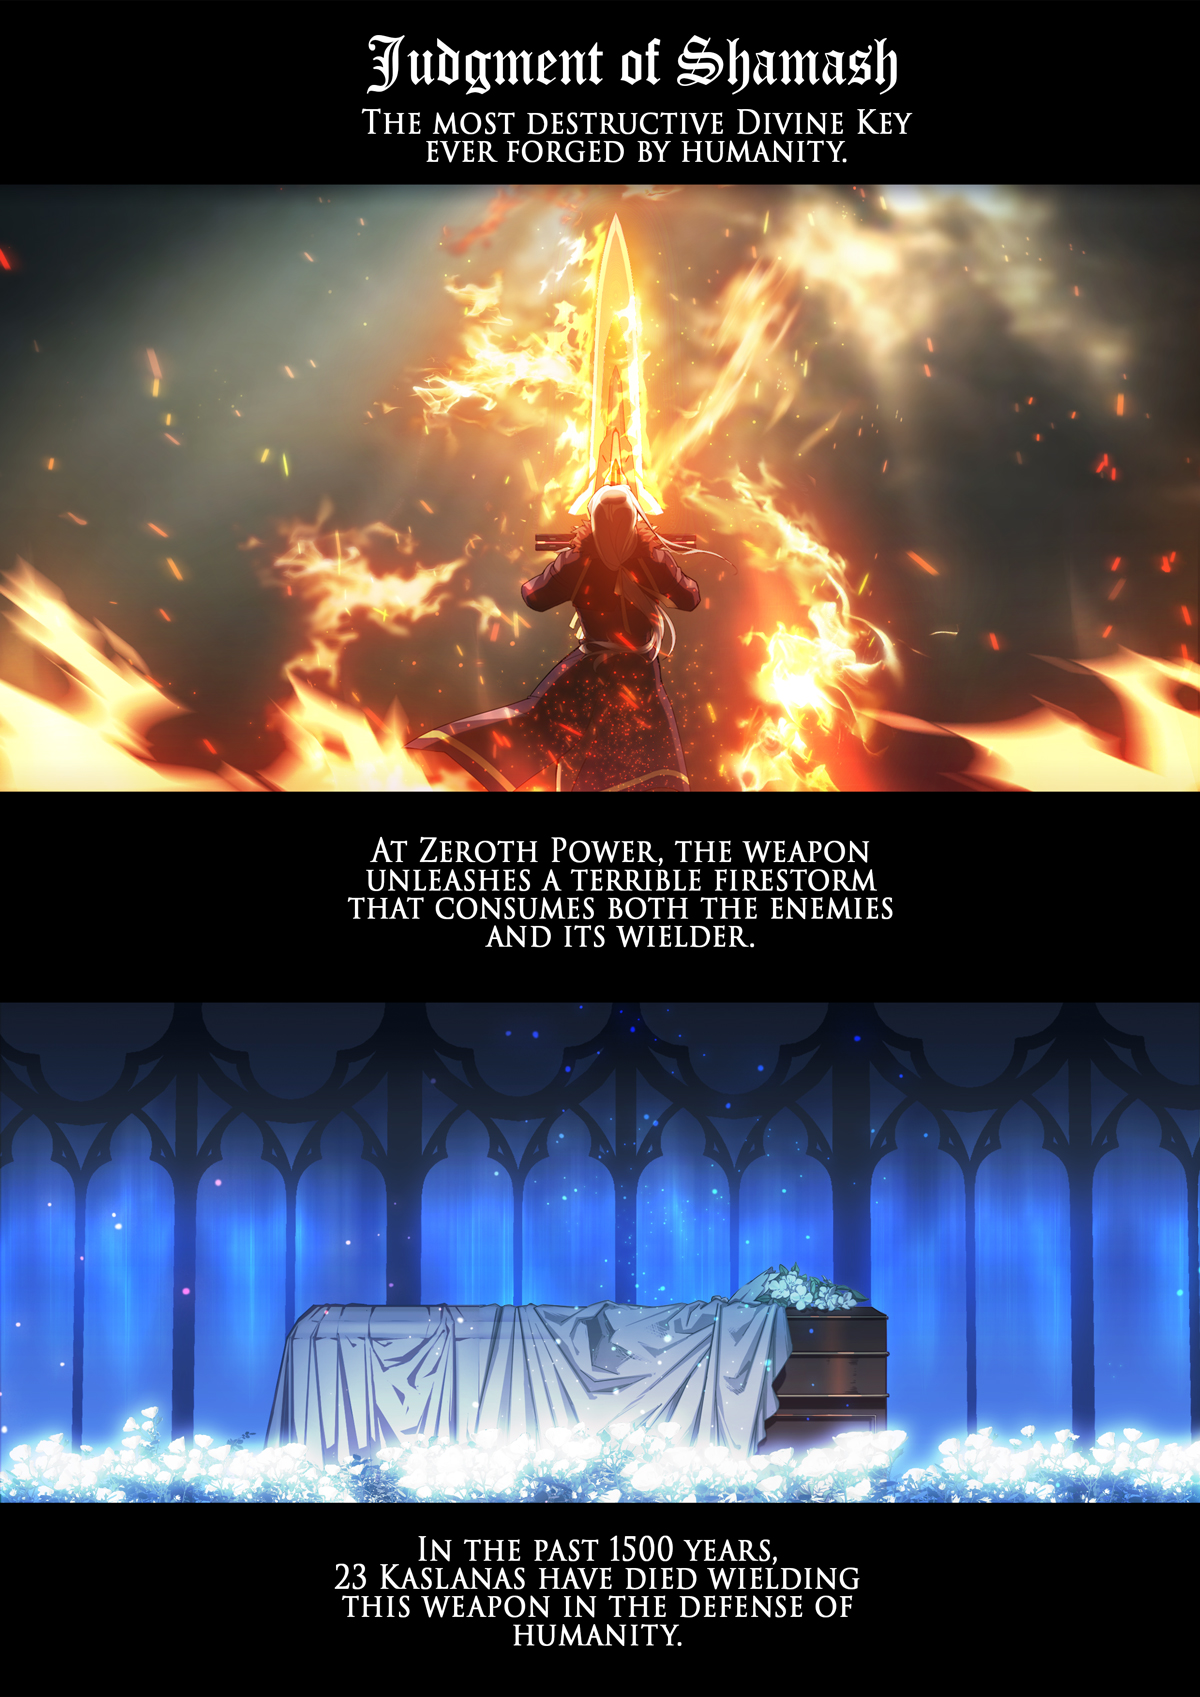 Judgment of Shamash
The most destructive Divine Key
ever forged by humanity.
At Zeroth Power, the weapon
unleashes a terrible firestorm
that consumes both the enemies
and its wielder.
In the past 1500 years,
23 Kaslanas have died wielding
this weapon in the defense of
humanity.